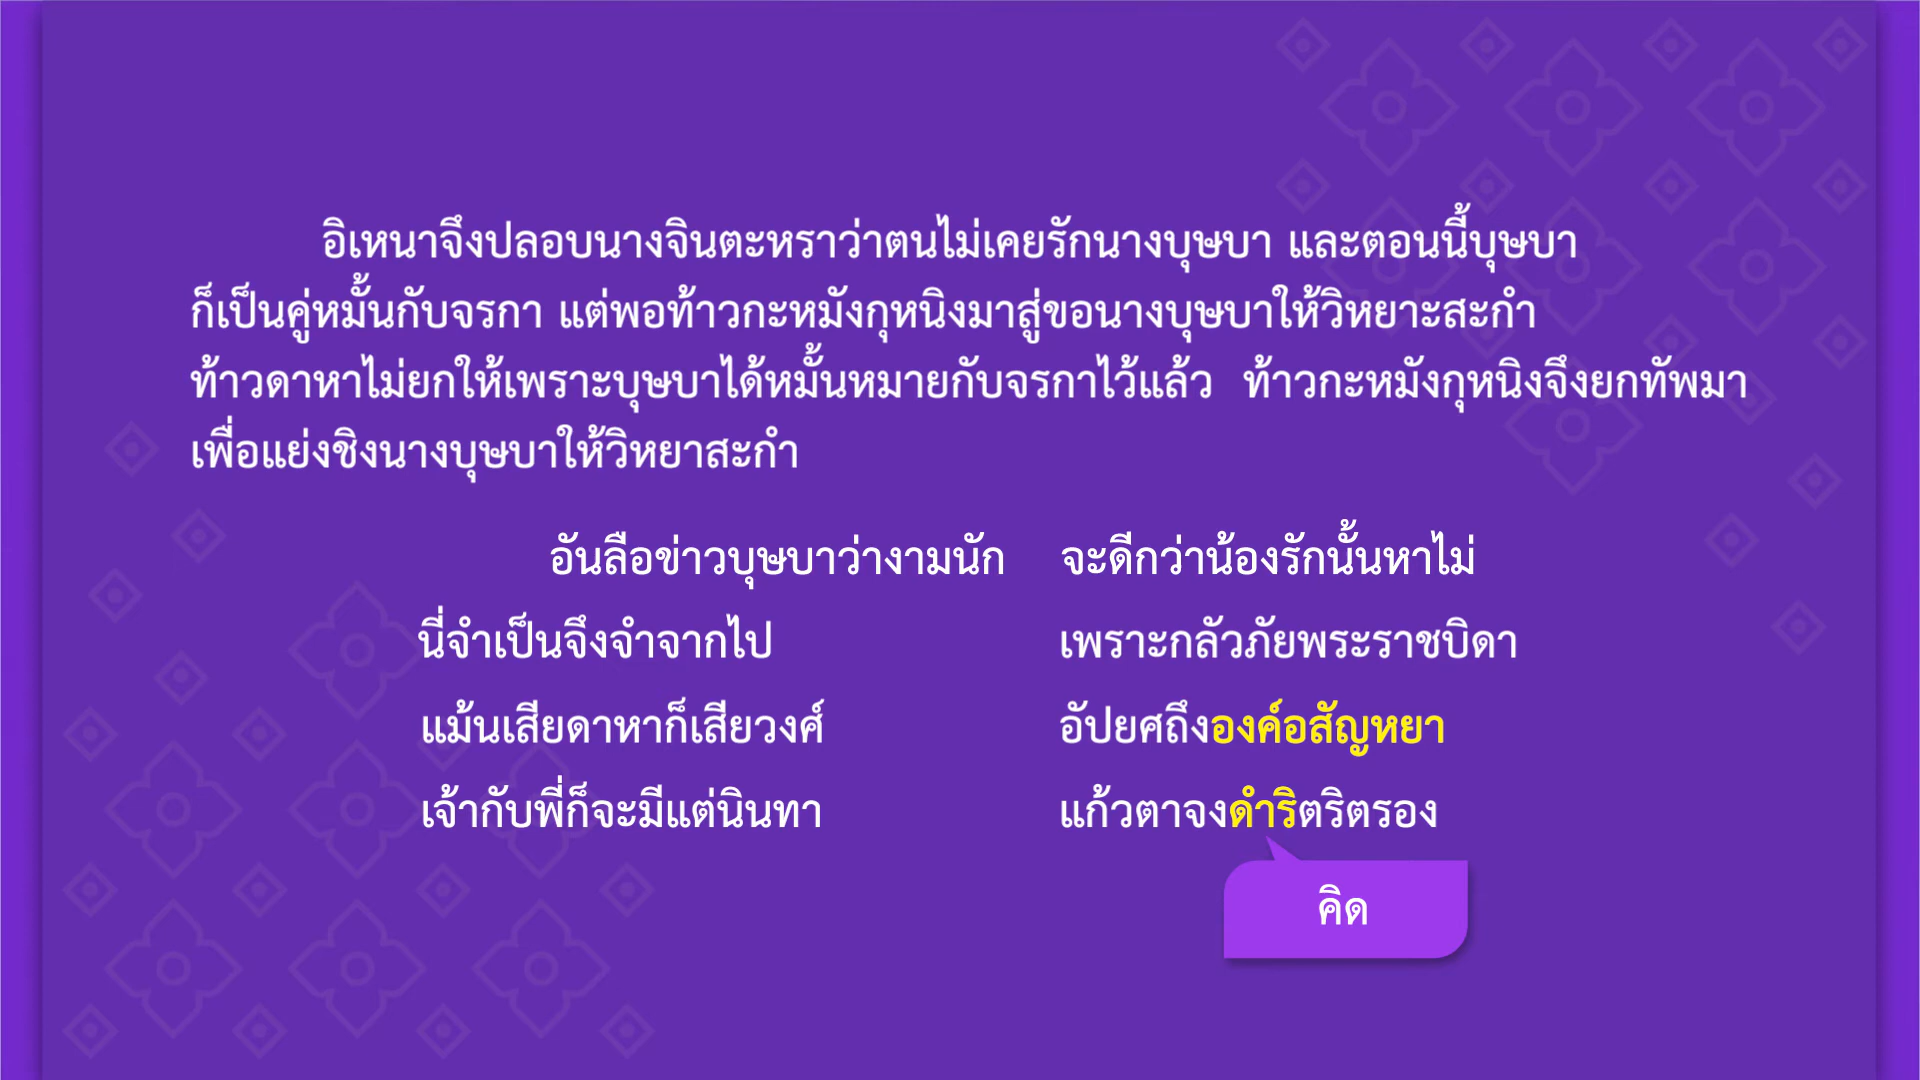 อิเหนาจึงปลอบนางจินตะหราว่าตนไม่เคยรักนางบุษบา และตอนนี้บุษบา
ก็เป็นคู่หมั้นกับจรกา แต่พอท้าวกะหมังกุหนิงมาสู่ขอนางบุษบาให้วิหยาะสะกำ
ท้าวดาหาไม่ยกให้เพราะบุษบาได้หมั้นหมายกับจรกาไว้แล้ว ท้าวกะหมังกุหนิงจึงยกทัพมา
เพื่อแย่งชิงนางบุษบาให้วิหยาสะกำ
อันลือข่าวบุษบาว่างามนัก จะดีกว่าน้องรักนั้นหาไม่
นี่จำเป็นจึงจำจากไป เพราะกลัวภัยพระราชบิดา
แม้นเสียดาหาก็เสียวงศ์ อัปยศถึงองค์อสัญหยา
เจ้ากับพี่ก็จะมีแต่นินทา แก้วตาจงดำริตริตรอง
คิด